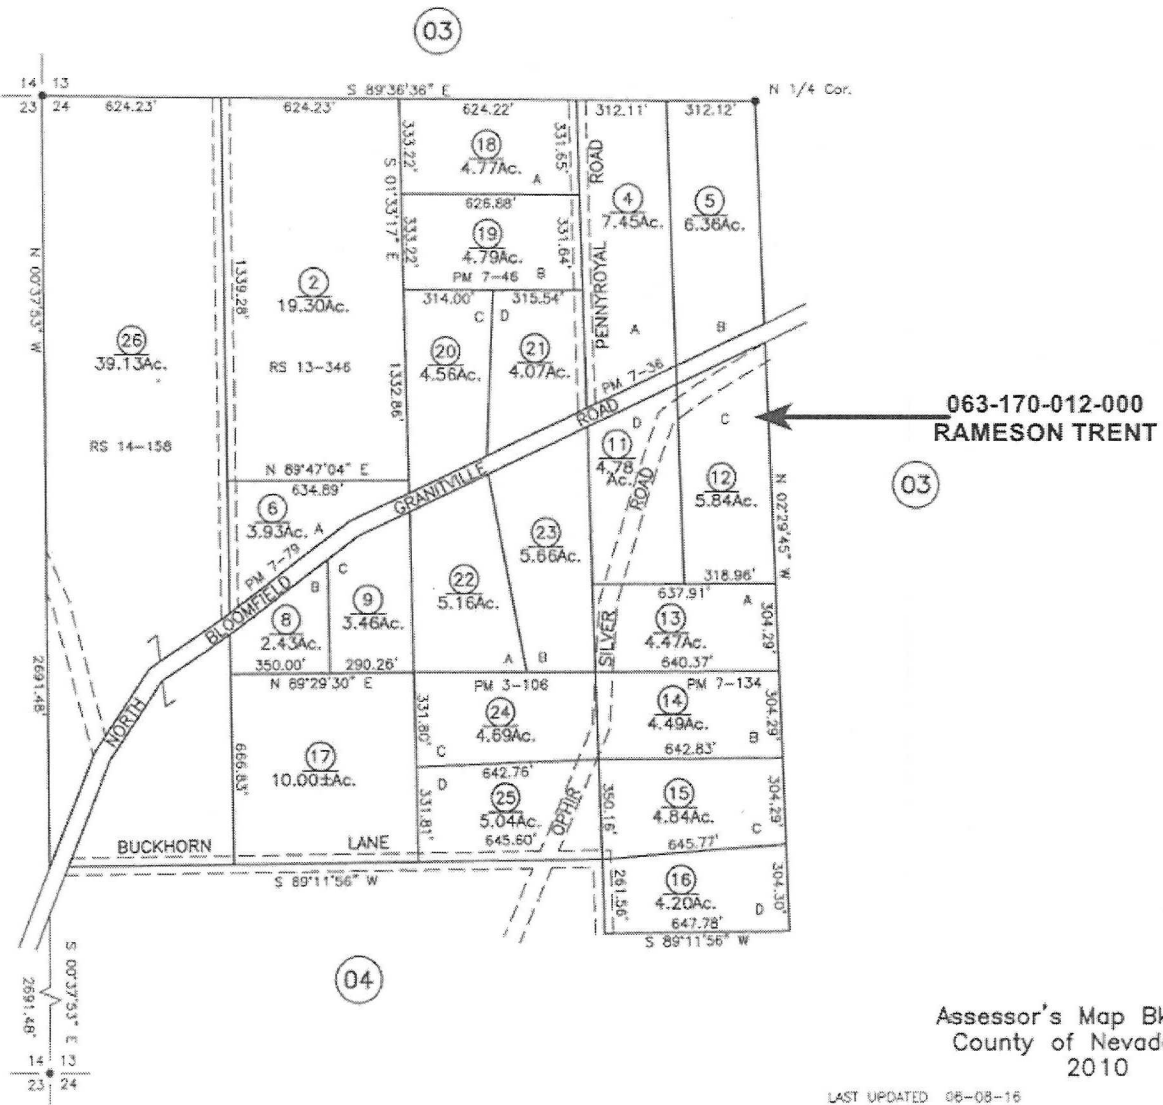 03
14 13
23 24
S 89°36'36" E
N 1/4 Cor.
624.23'
624.23'
624.22'
312.11'
312.12'
333.22'
18
4.77Ac.
A
331.65'
626.88'
S 01°33'17" E
333.22'
19
4.79Ac.
PM 7-46
B
331.64'
PENNYROYAL ROAD
4
7.45Ac.
A
5
6.36Ac.
B
N 00°37'53" W
1339.28'
2
19.30Ac.
RS 13-346
26
39.13Ac.
RS 14-158
1332.86'
314.00'
315.54'
C
D
20
4.56Ac.
21
4.07Ac.
PM 7-36
063-170-012-000
RAMESON TRENT
03
C
D
11
4.78
Ac.
12
5.84Ac.
N 02°29'45" W
N 89°47'04" E
634.89'
NORTH BLOOMFIELD GRANITVILLE ROAD
6
3.93Ac.
A
PM 7-79
23
5.66Ac.
22
5.16Ac.
A
B
C
B
9
3.46Ac.
8
2.43Ac.
350.00'
290.26'
N 89°29'30" E
318.96'
637.91'
A
13
4.47Ac.
640.37'
304.29'
OPHIR SILVER ROAD
PM 3-106
PM 7-134
2691.48'
24
4.69Ac.
331.80'
C
642.76'
14
4.49Ac.
642.83'
B
304.29'
17
10.00±Ac.
666.83'
D
25
5.04Ac.
645.60'
331.81'
350.16'
15
4.84Ac.
645.77'
C
304.29'
BUCKHORN LANE
S 89°11'56" W
261.56'
16
4.20Ac.
647.78'
D
304.30'
S 89°11'56" W
04
S 00°37'53" E
2691.48'
14 13
23 24
Assessor's Map Bk
County of Nevad
2010
LAST UPDATED 06-08-16